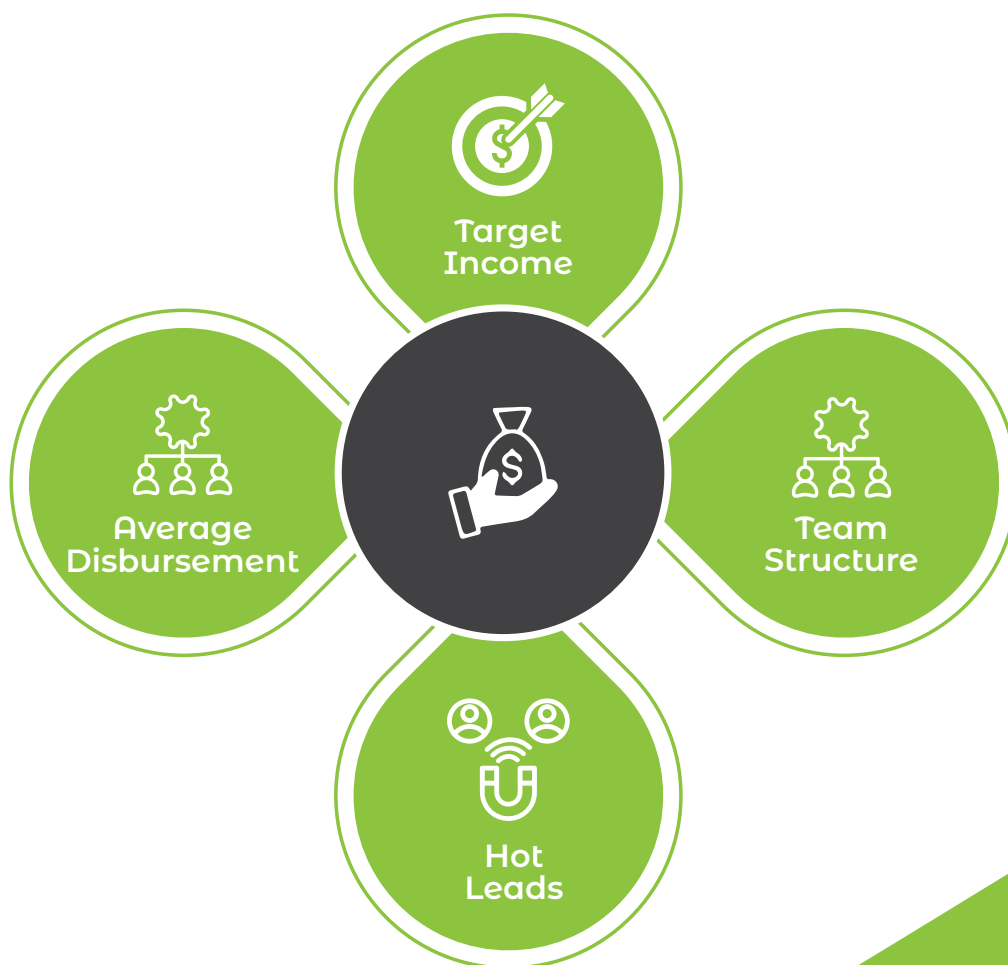 Target
Income
Average
Disbursement
Team
Structure
Hot
Leads